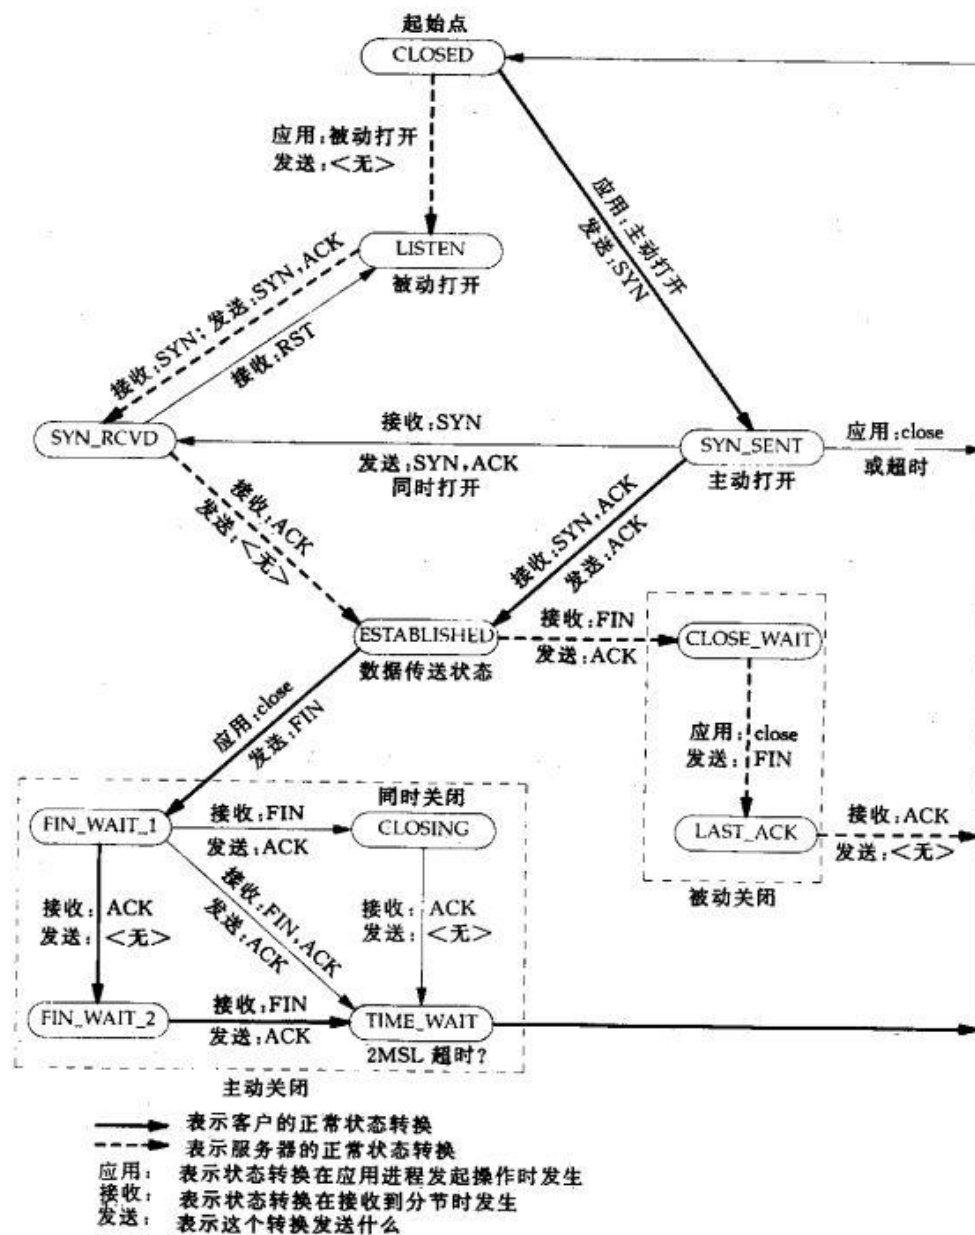 起始点
CLOSED
应用:被动打开
发送:<无>
应用:主动打开
发送:SYN
LISTEN
被动打开
接收:SYN; 发送:SYN,ACK
接收:RST
SYN_RCVD
接收:SYN
发送:SYN,ACK
同时打开
SYN_SENT
主动打开
应用:close
或超时
接收:ACK
发送:<无>
接收:SYN,ACK
发送:ACK
ESTABLISHED
数据传送状态
接收:FIN
发送:ACK
CLOSE_WAIT
应用:close
发送:FIN
应用: close
发送: FIN
同时关闭
FIN_WAIT_1
接收:FIN
发送:ACK
CLOSING
LAST_ACK
接收:ACK
发送:<无>
被动关闭
接收: ACK
发送: <无>
接收:FIN,ACK
发送:ACK
接收: ACK
发送: <无>
FIN_WAIT_2
接收:FIN
发送:ACK
TIME_WAIT
2MSL 超时?
主动关闭
表示客户的正常状态转换
表示服务器的正常状态转换
应用: 表示状态转换在应用进程发起操作时发生
接收: 表示状态转换在接收到分节时发生
发送: 表示这个转换发送什么